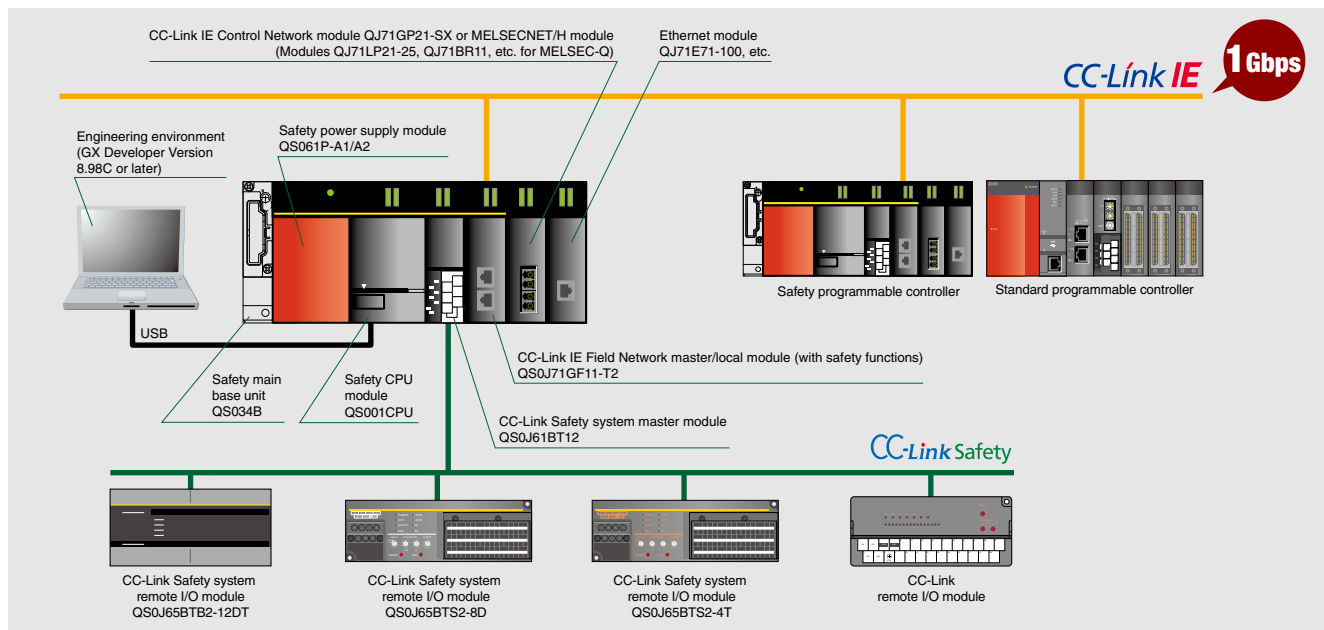 CC-Link IE Control Network module QJ71GP21-SX or MELSECNET/H module
(Modules QJ71LP21-25, QJ71BR11, etc. for MELSEC-Q)
Ethernet module
QJ71E71-100, etc.
CC-Link IE
1 Gbps
Engineering environment
(GX Developer Version
8.98C or later)
Safety power supply module
QS061P-A1/A2
Safety programmable controller
Standard programmable controller
USB
CC-Link IE Field Network master/local module (with safety functions)
QS0J71GF11-T2
Safety main
base unit
QS034B
Safety CPU
module
QS001CPU
CC-Link Safety system master module
QS0J61BT12
CC-Link Safety
CC-Link Safety system
remote I/O module
QS0J65BTB2-12DT
CC-Link Safety system
remote I/O module
QS0J65BTS2-8D
CC-Link Safety system
remote I/O module
QS0J65BTS2-4T
CC-Link
remote I/O module